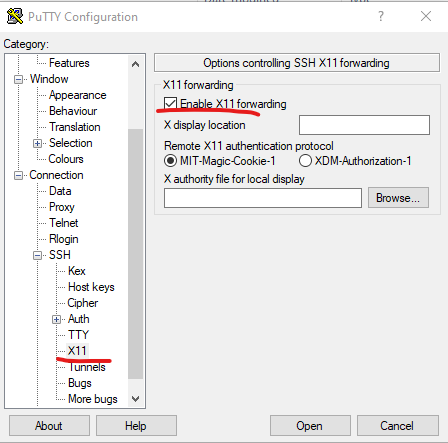 PuTTY Configuration
Category:
Features
Window
Appearance
Behaviour
Translation
Selection
Colours
Connection
Data
Proxy
Telnet
Rlogin
SSH
Kex
Host keys
Cipher
Auth
TTY
X11
Tunnels
Bugs
More bugs
Options controlling SSH X11 forwarding
X11 forwarding
Enable X11 forwarding
X display location
Remote X11 authentication protocol
MIT-Magic-Cookie-1 XDM-Authorization-1
X authority file for local display
Browse...
About Help Open Cancel